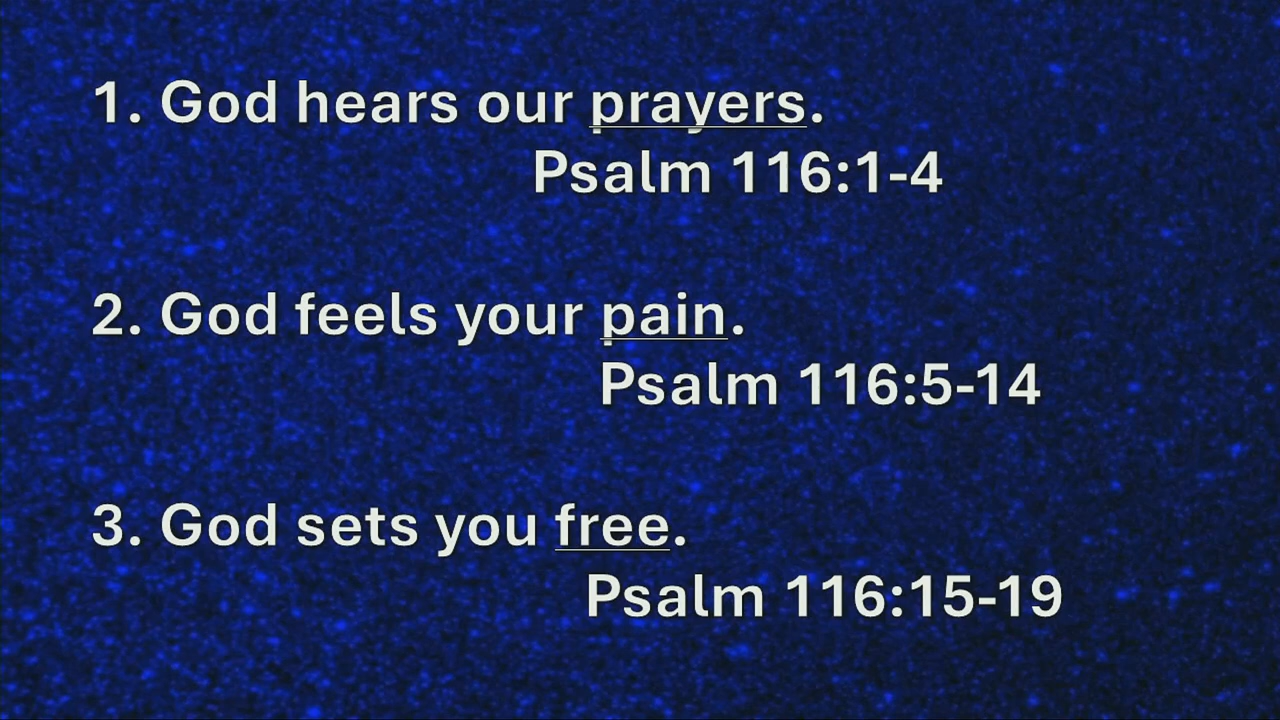 1. God hears our prayers.
Psalm 116:1-4
2. God feels your pain.
Psalm 116:5-14
3. God sets you free.
Psalm 116:15-19